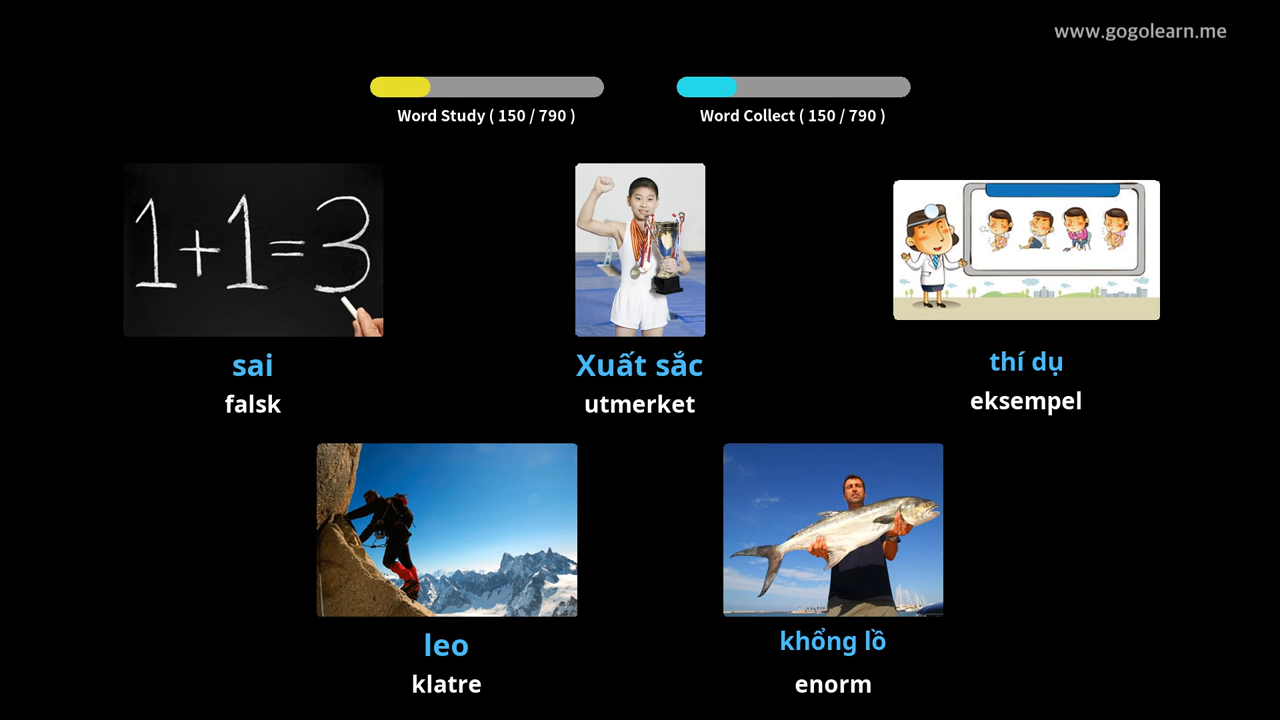 www.gogolearn.me
Word Study ( 150 / 790 )
Word Collect ( 150 / 790 )
1+1=3
sai
falsk
Xuất sắc
utmerket
thí dụ
eksempel
leo
klatre
khổng lồ
enorm